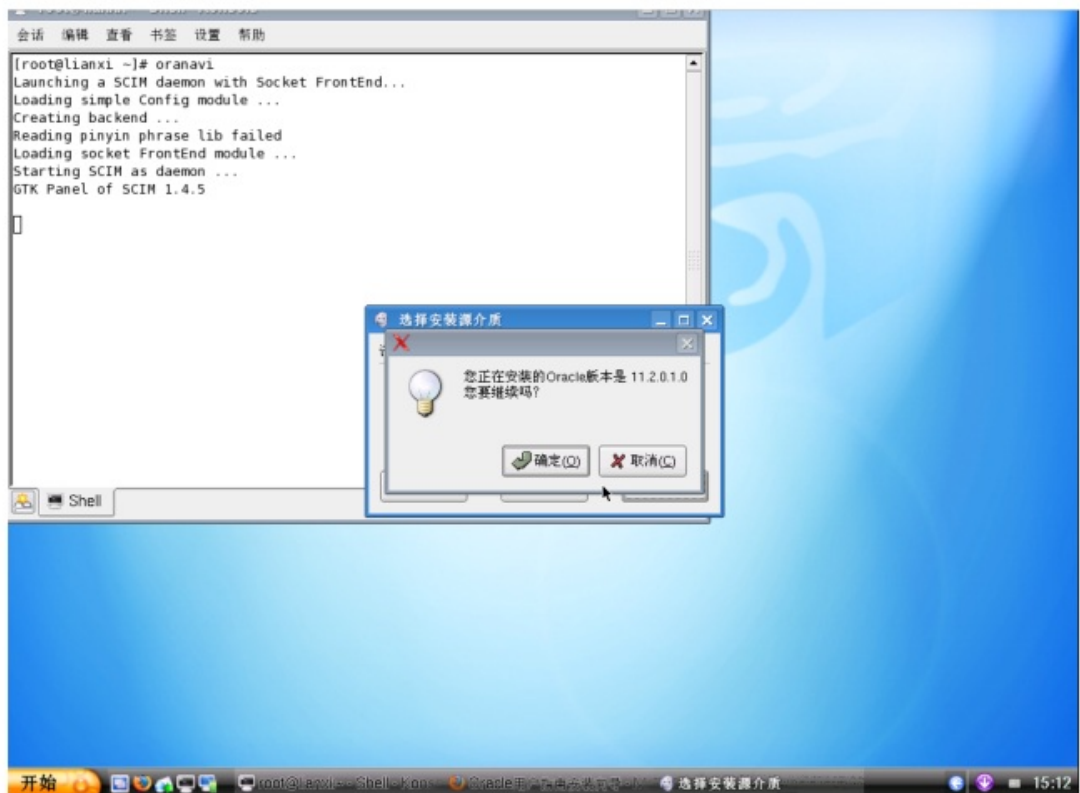 会话 编辑 查看 书签 设置 帮助
[root@lianxi ~]# oranavi
Launching a SCIM daemon with Socket FrontEnd...
Loading simple Config module ...
Creating backend ...
Reading pinyin phrase lib failed
Loading socket FrontEnd module ...
Starting SCIM as daemon ...
GTK Panel of SCIM 1.4.5
选择安装源介质
您正在安装的Oracle版本是 11.2.0.1.0
您要继续吗?
确定(O) 取消(C)
Shell
开始 root@lianxi:~ - Shell - Kons 选择安装源介质 15:12